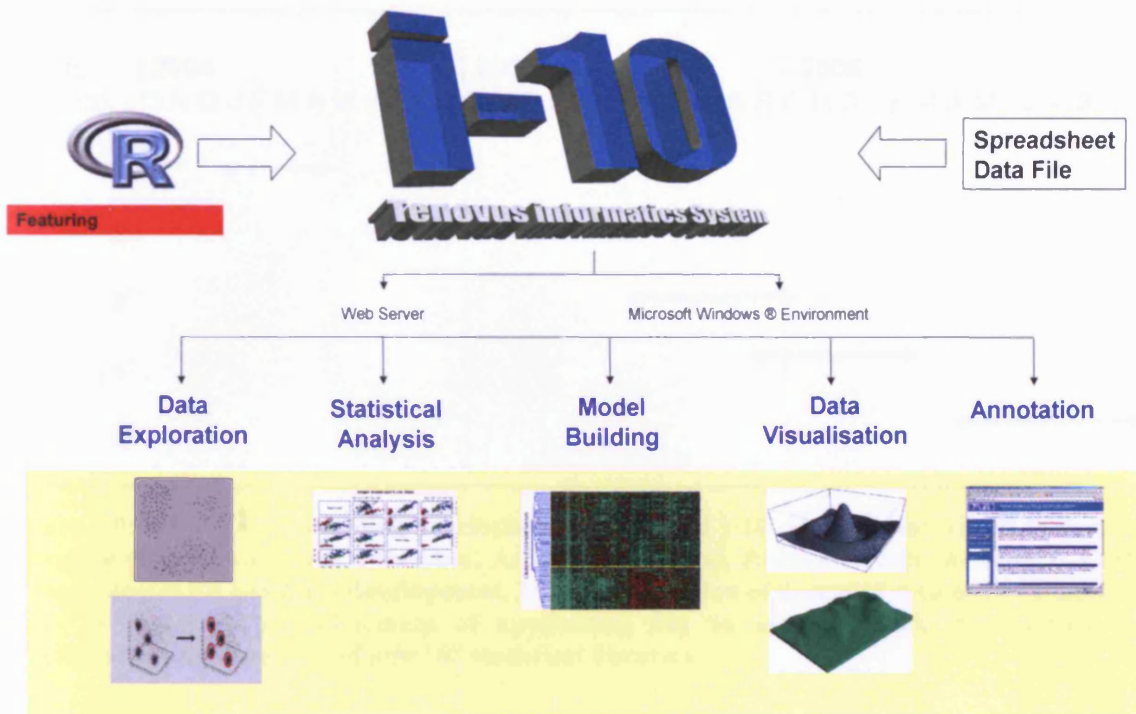 i-10
R
Spreadsheet
Data File
Featuring
Tenovus Informatics System
Web Server
Microsoft Windows ® Environment
Data
Exploration
Statistical
Analysis
Model
Building
Data
Visualisation
Annotation